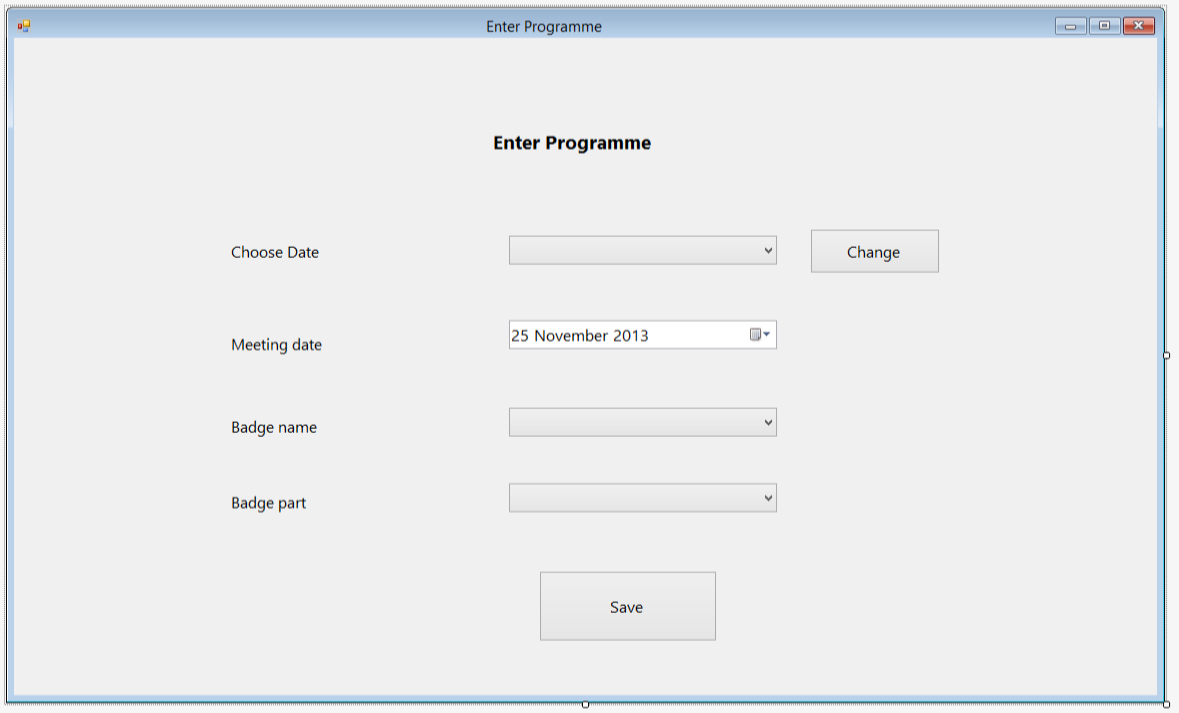 Enter Programme
Enter Programme
Choose Date
Change
Meeting date
25 November 2013
Badge name
Badge part
Save